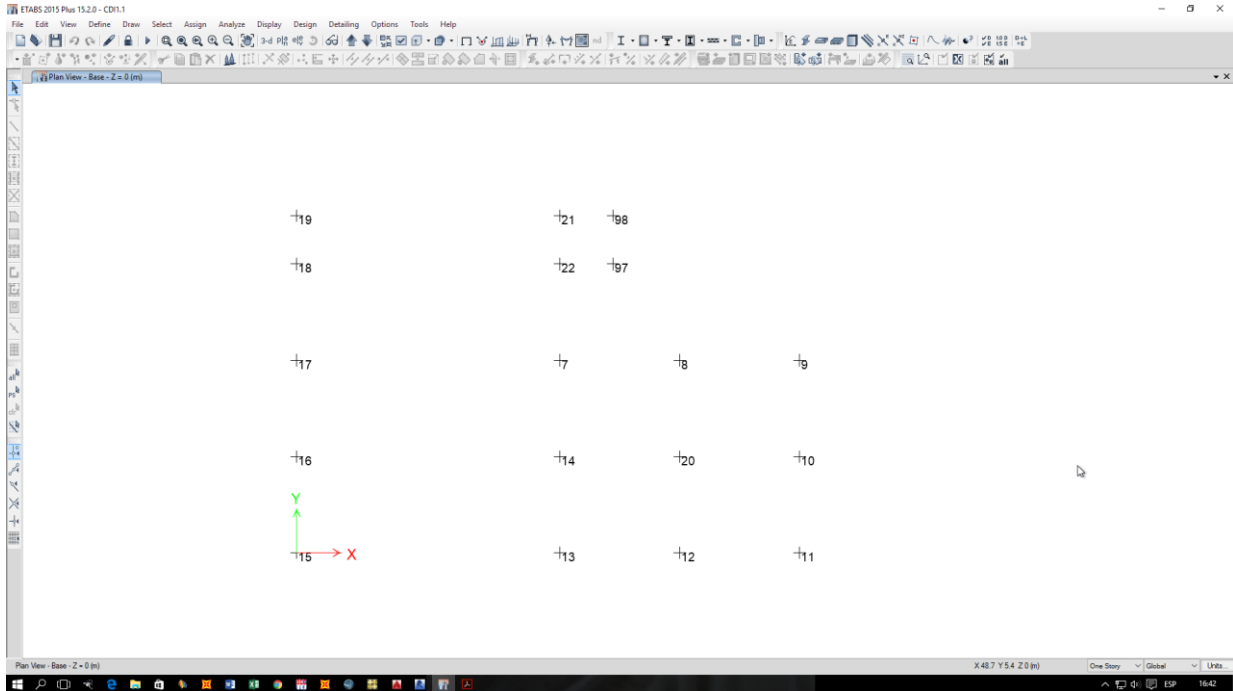 ETABS 2015 Plus 15.2.0 - CDI1.1
File Edit View Define Draw Select Assign Analyze Display Design Detailing Options Tools Help
Plan View - Base - Z = 0 (m)
19 21 98
18 22 97
17 7 8 9
16 14 20 10
Y
15 X 13 12 11
Plan View - Base - Z = 0 (m) X 48.7 Y 5.4 Z 0 (m) One Story Global Units...
ESP 16:42